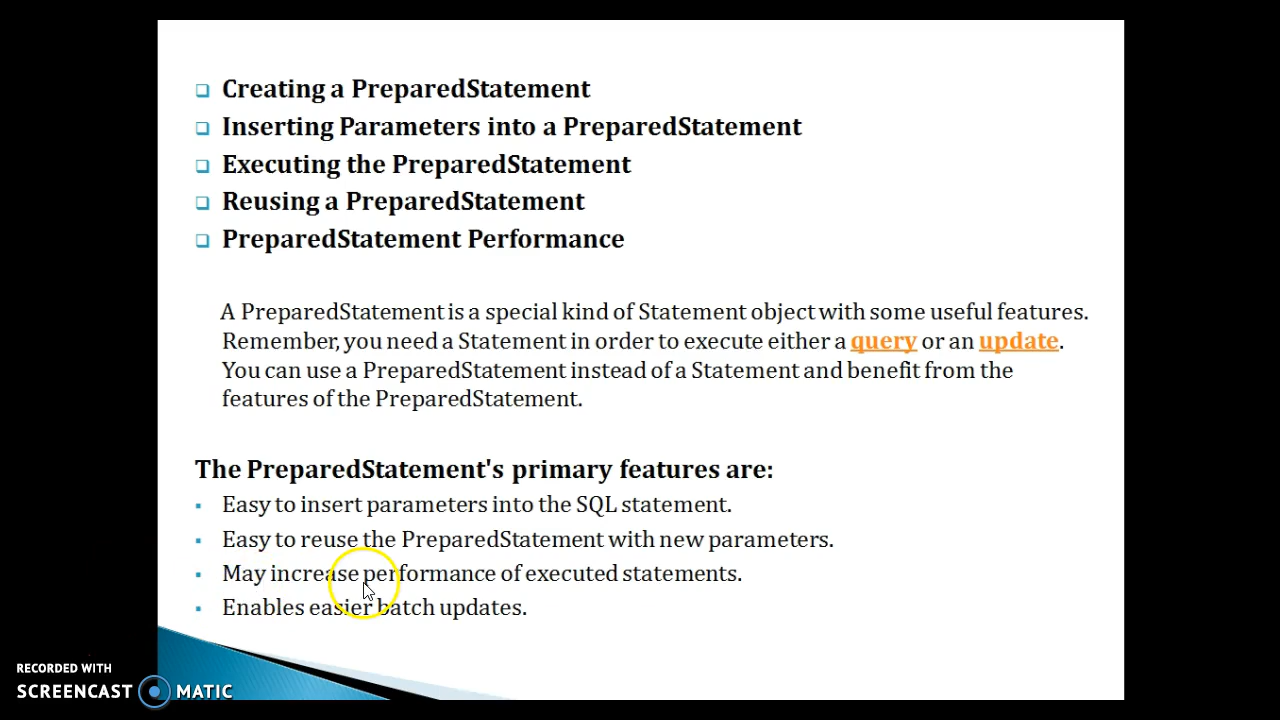 Creating a PreparedStatement
Inserting Parameters into a PreparedStatement
Executing the PreparedStatement
Reusing a PreparedStatement
PreparedStatement Performance
A PreparedStatement is a special kind of Statement object with some useful features.
Remember, you need a Statement in order to execute either a query or an update.
You can use a PreparedStatement instead of a Statement and benefit from the
features of the PreparedStatement.
The PreparedStatement's primary features are:
Easy to insert parameters into the SQL statement.
Easy to reuse the PreparedStatement with new parameters.
May increase performance of executed statements.
Enables easier batch updates.
RECORDED WITH
SCREENCAST MATIC